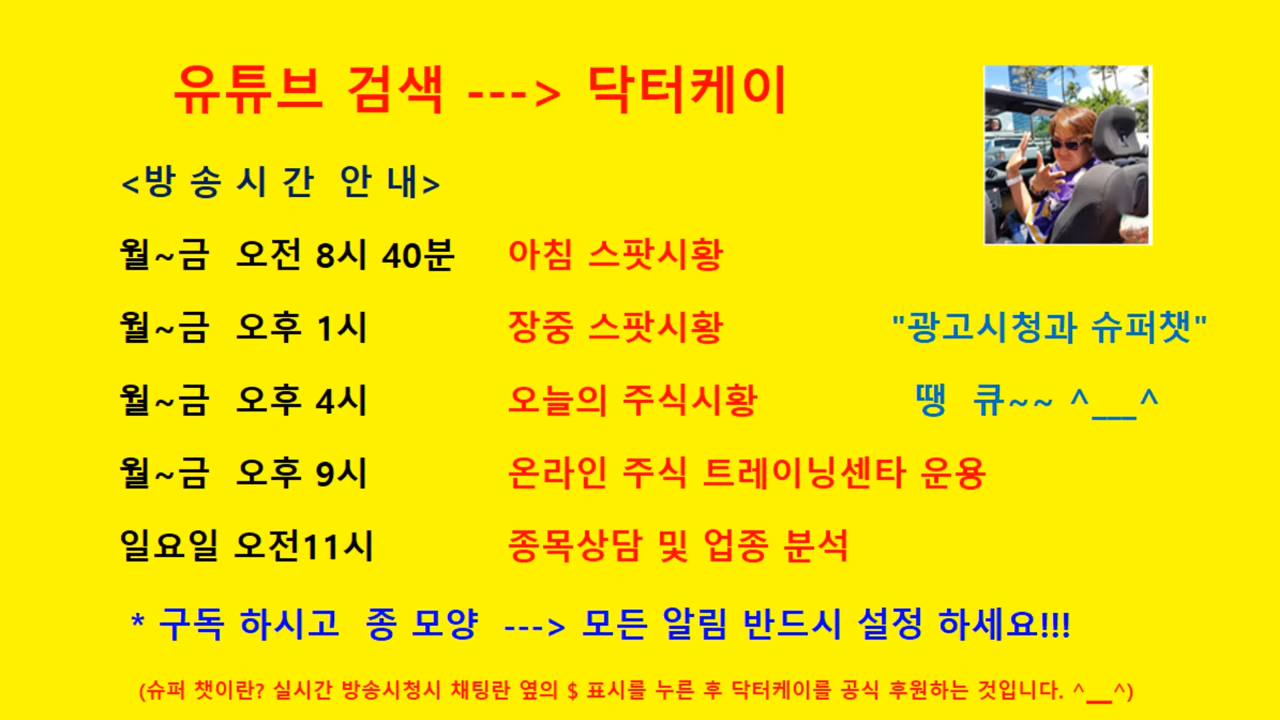 유튜브 검색 ---> 닥터케이
<방 송 시 간 안 내>
월~금 오전 8시 40분 아침 스팟시황
월~금 오후 1시 장중 스팟시황 "광고시청과 슈퍼챗"
월~금 오후 4시 오늘의 주식시황 땡 큐~~ ^___^
월~금 오후 9시 온라인 주식 트레이닝센타 운용
일요일 오전11시 종목상담 및 업종 분석
* 구독 하시고 종 모양 ---> 모든 알림 반드시 설정 하세요!!!
(슈퍼 챗이란? 실시간 방송시청시 채팅란 옆의 $ 표시를 누른 후 닥터케이를 공식 후원하는 것입니다. ^__^)